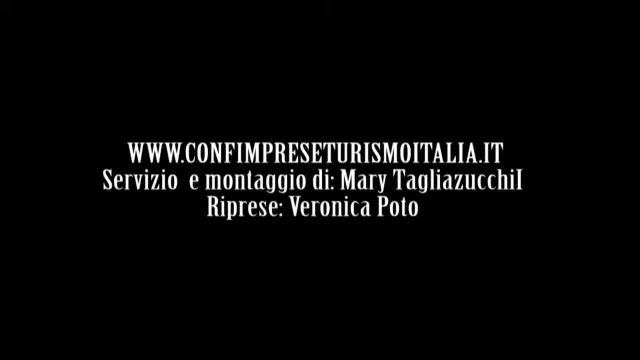 WWW.CONFIMPRESETURISMOITALIA.IT
Servizio e montaggio di: Mary TagliazucchiI
Riprese: Veronica Poto